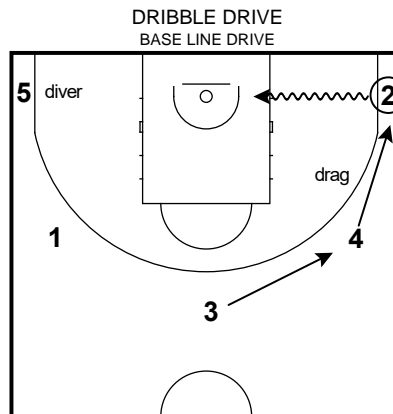 DRIBBLE DRIVE
BASE LINE DRIVE
5 diver
2
drag
1
4
3